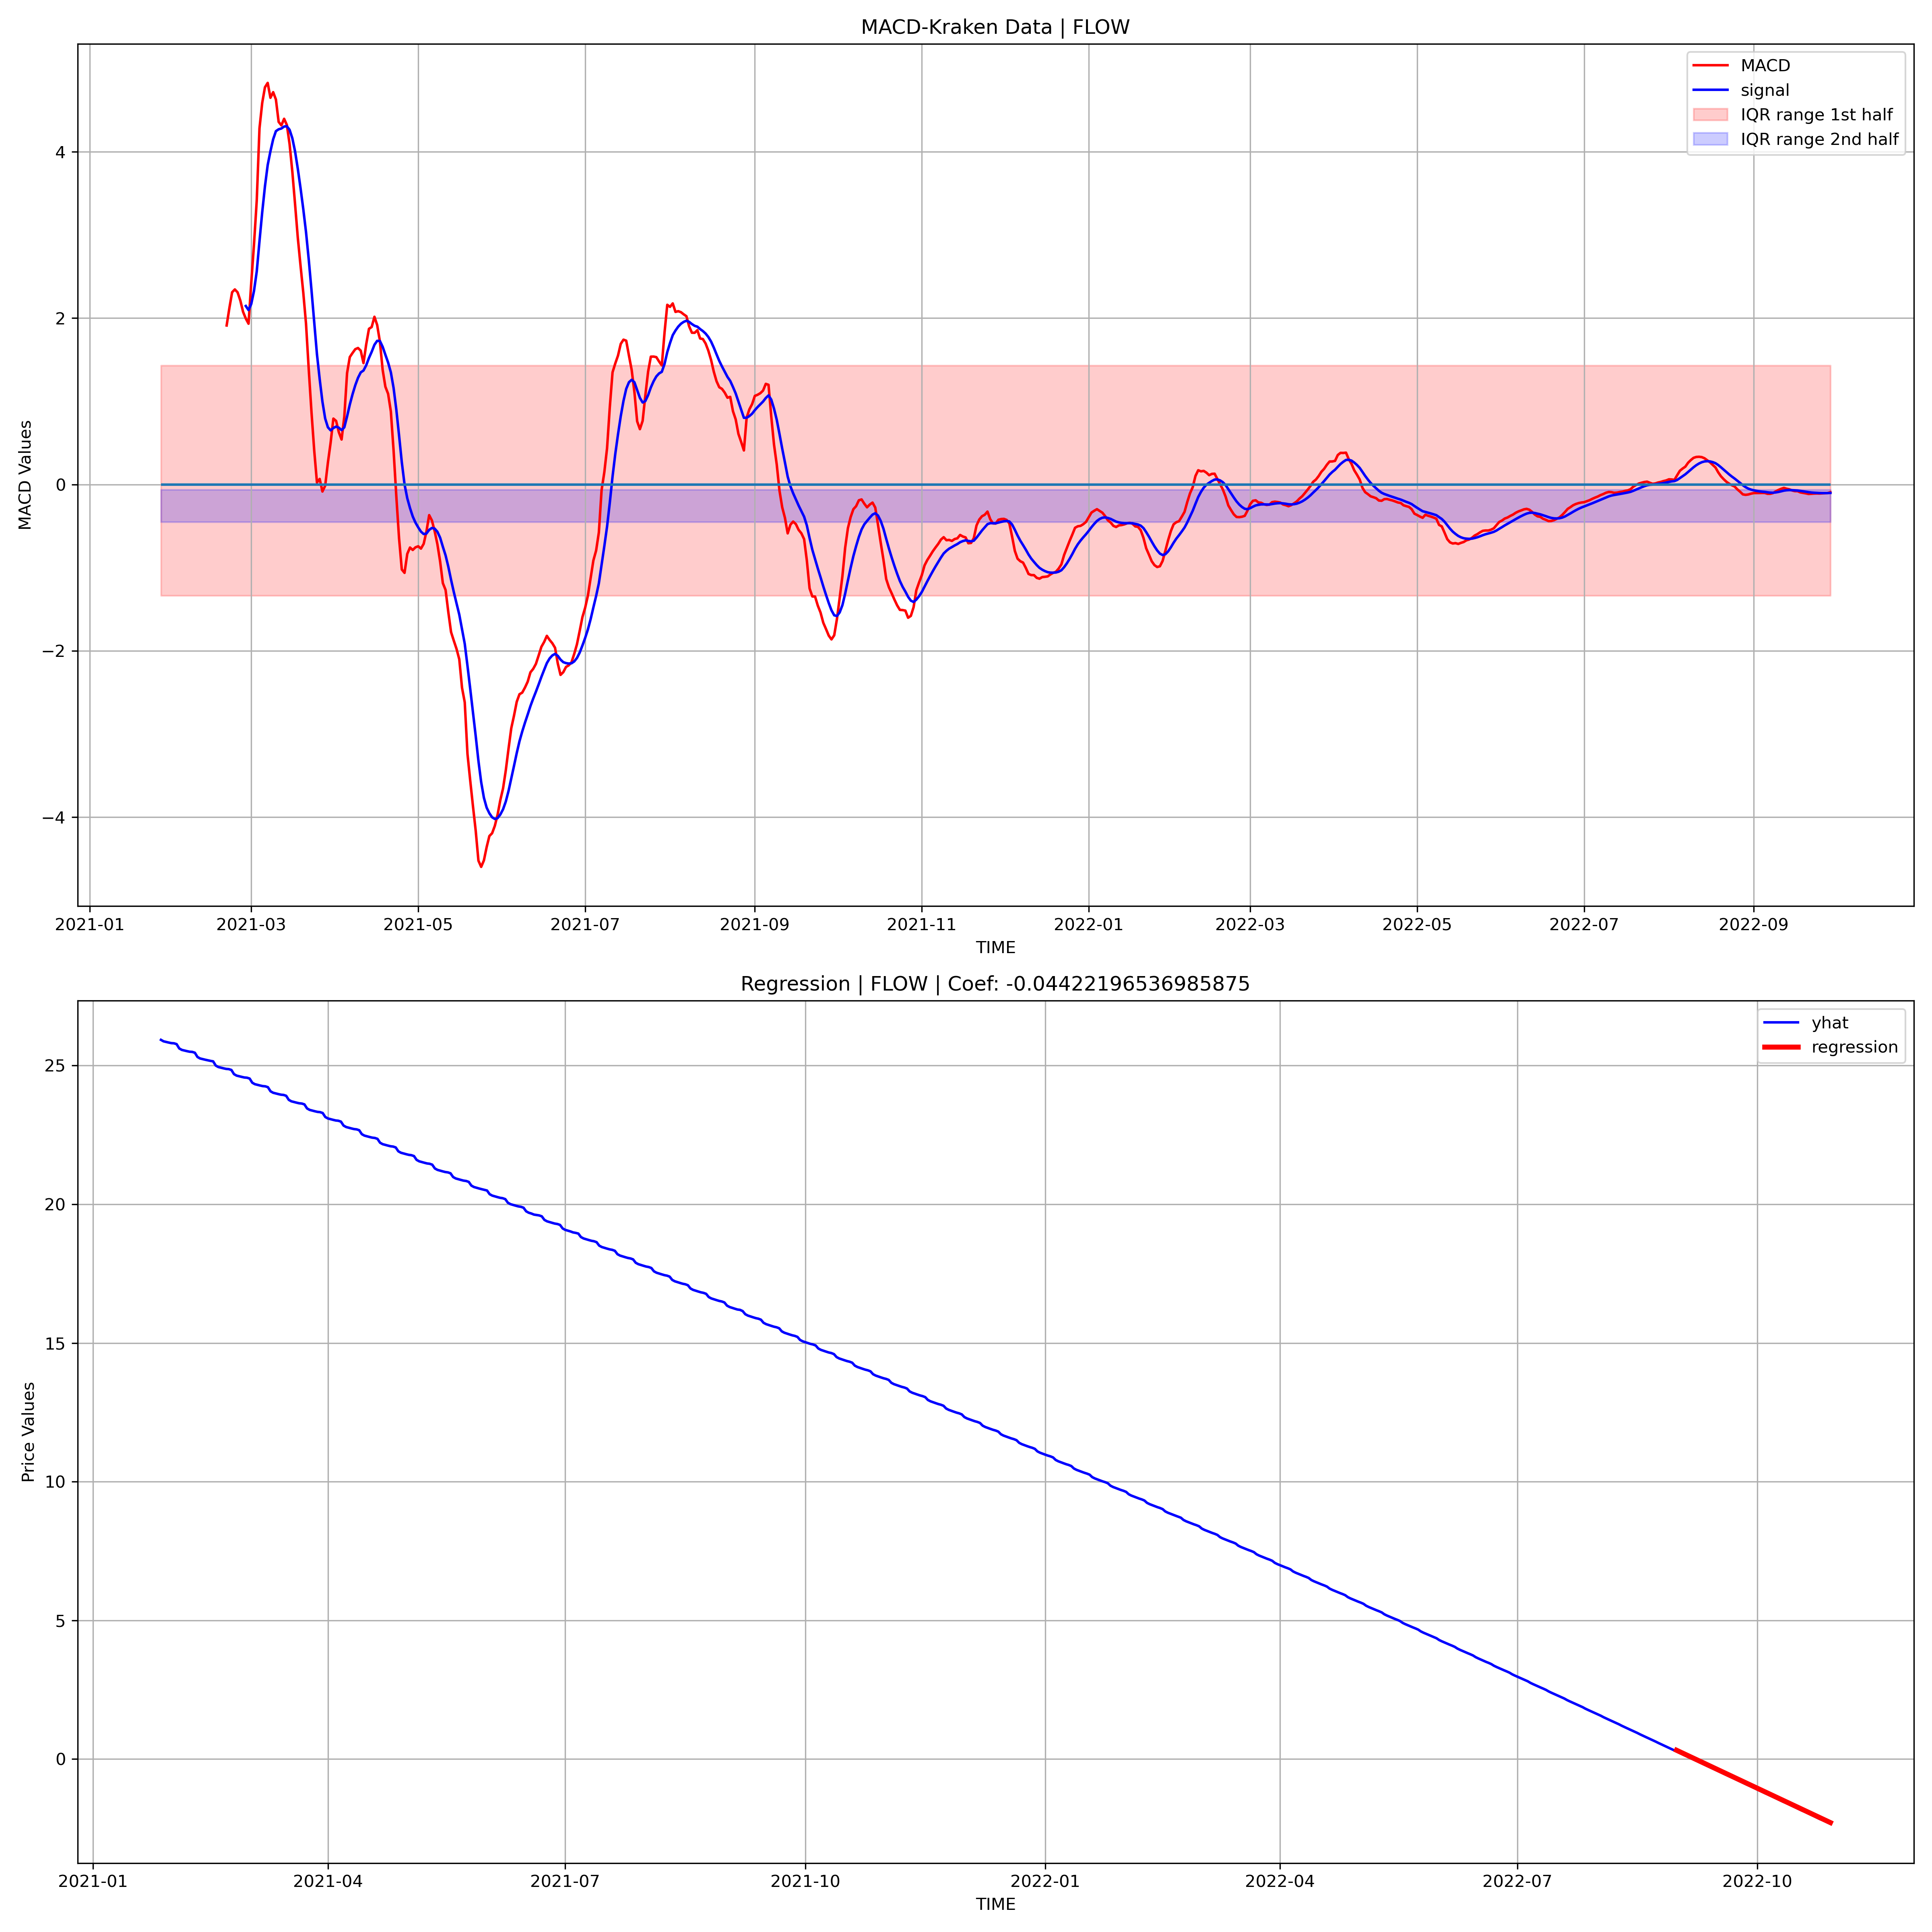 MACD-Kraken Data | FLOW
MACD
signal
IQR range 1st half
IQR range 2nd half
MACD Values
4
2
0
−2
−4
2021-01 2021-03 2021-05 2021-07 2021-09 2021-11 2022-01 2022-03 2022-05 2022-07 2022-09
TIME
Regression | FLOW | Coef: -0.04422196536985875
yhat
regression
Price Values
25
20
15
10
5
0
2021-01 2021-04 2021-07 2021-10 2022-01 2022-04 2022-07 2022-10
TIME